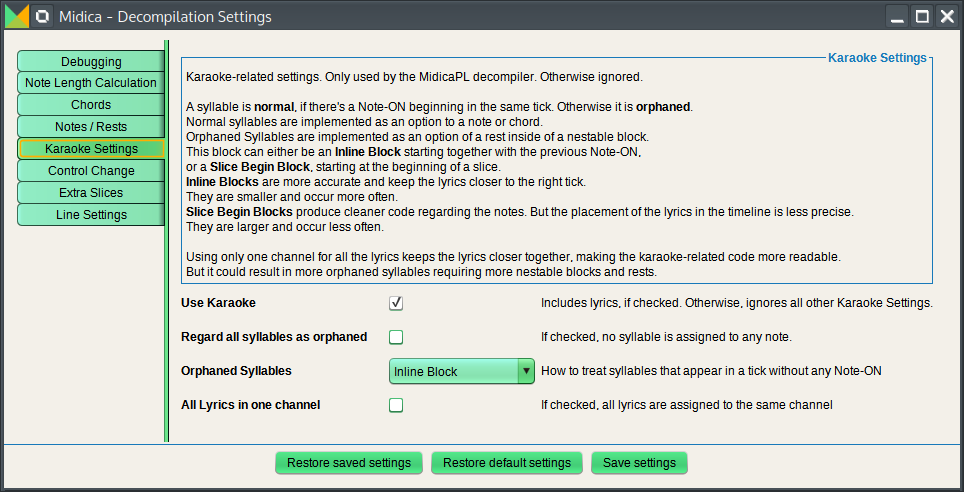 Midica - Decompilation Settings
Debugging
Note Length Calculation
Chords
Notes / Rests
Karaoke Settings
Control Change
Extra Slices
Line Settings
Karaoke Settings
Karaoke-related settings. Only used by the MidicaPL decompiler. Otherwise ignored.
A syllable is normal, if there's a Note-ON beginning in the same tick. Otherwise it is orphaned.
Normal syllables are implemented as an option to a note or chord.
Orphaned Syllables are implemented as an option of a rest inside of a nestable block.
This block can either be an Inline Block starting together with the previous Note-ON,
or a Slice Begin Block, starting at the beginning of a slice.
Inline Blocks are more accurate and keep the lyrics closer to the right tick.
They are smaller and occur more often.
Slice Begin Blocks produce cleaner code regarding the notes. But the placement of the lyrics in the timeline is less precise.
They are larger and occur less often.
Using only one channel for all the lyrics keeps the lyrics closer together, making the karaoke-related code more readable.
But it could result in more orphaned syllables requiring more nestable blocks and rests.
Use Karaoke
Includes lyrics, if checked. Otherwise, ignores all other Karaoke Settings.
Regard all syllables as orphaned
If checked, no syllable is assigned to any note.
Orphaned Syllables
Inline Block
How to treat syllables that appear in a tick without any Note-ON
All Lyrics in one channel
If checked, all lyrics are assigned to the same channel
Restore saved settings
Restore default settings
Save settings